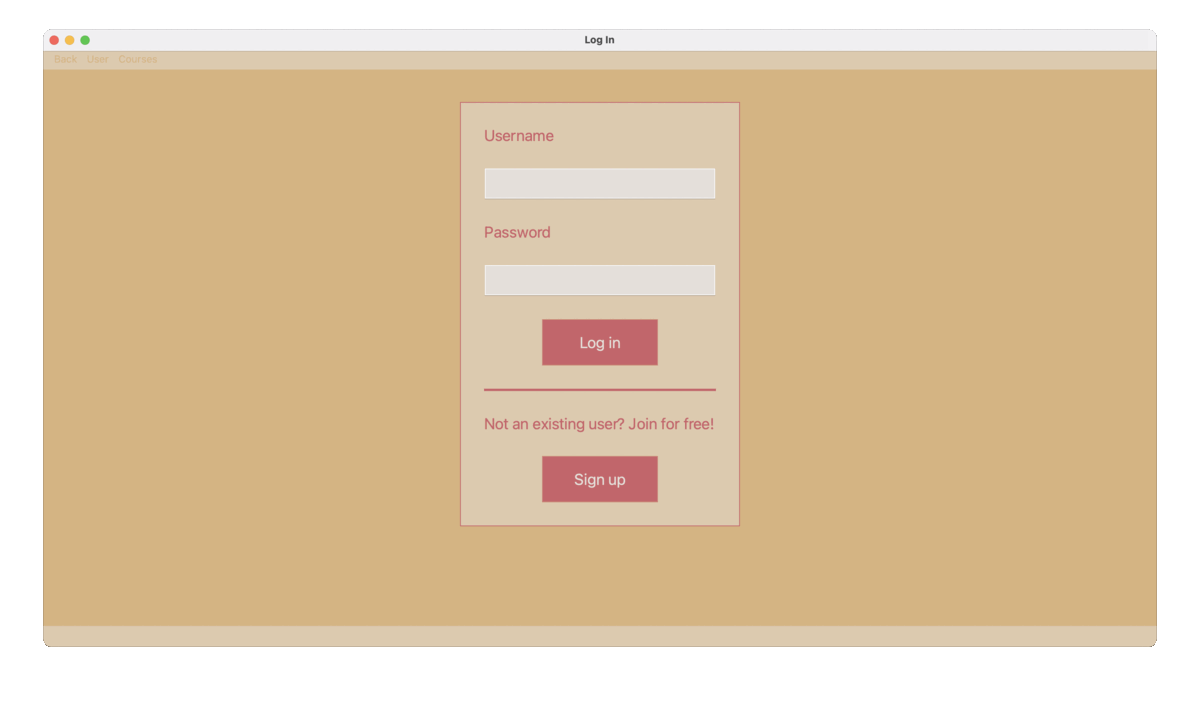 Log In
Back User Courses
Username
Password
Log in
Not an existing user? Join for free!
Sign up